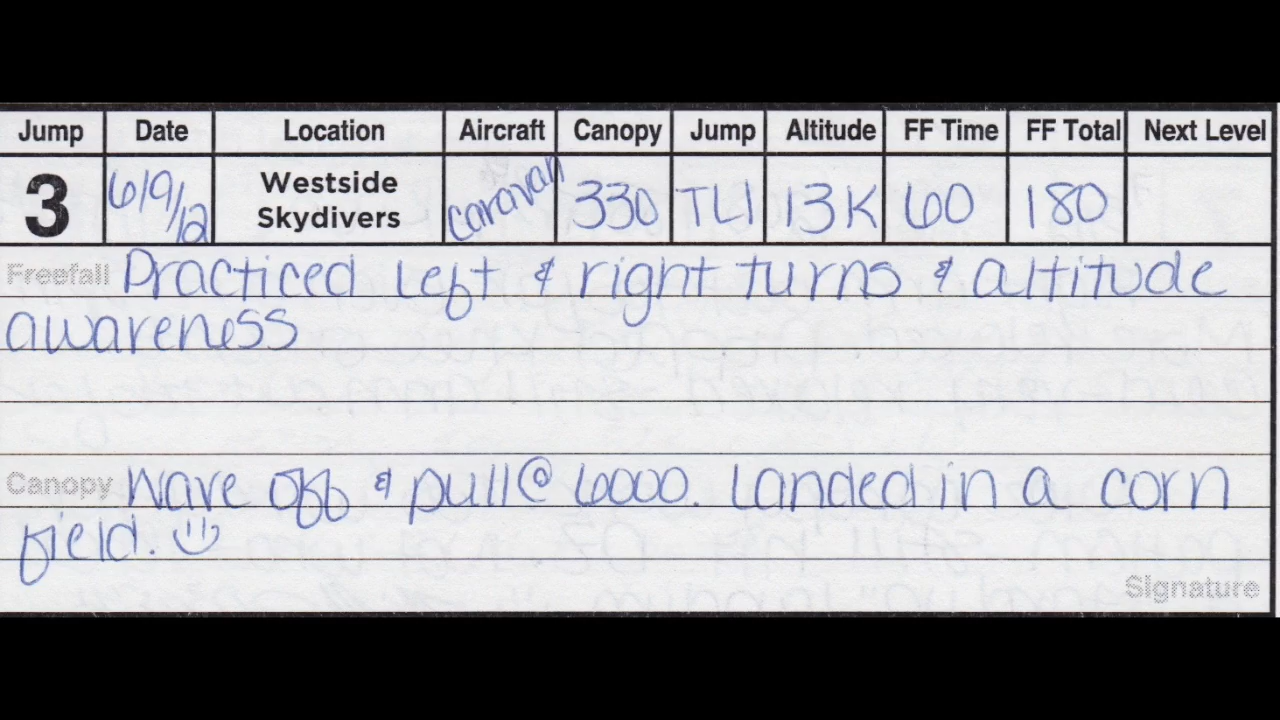 Jump Date Location Aircraft Canopy Jump Altitude FF Time FF Total Next Level
3 6/9/12 Westside Skydivers Caravan 330 TL1 13K 60 180
Freefall Practiced left & right turns & altitude
awareness
Canopy Wave off & pull @ 6000. Landed in a corn
field. :)
Signature